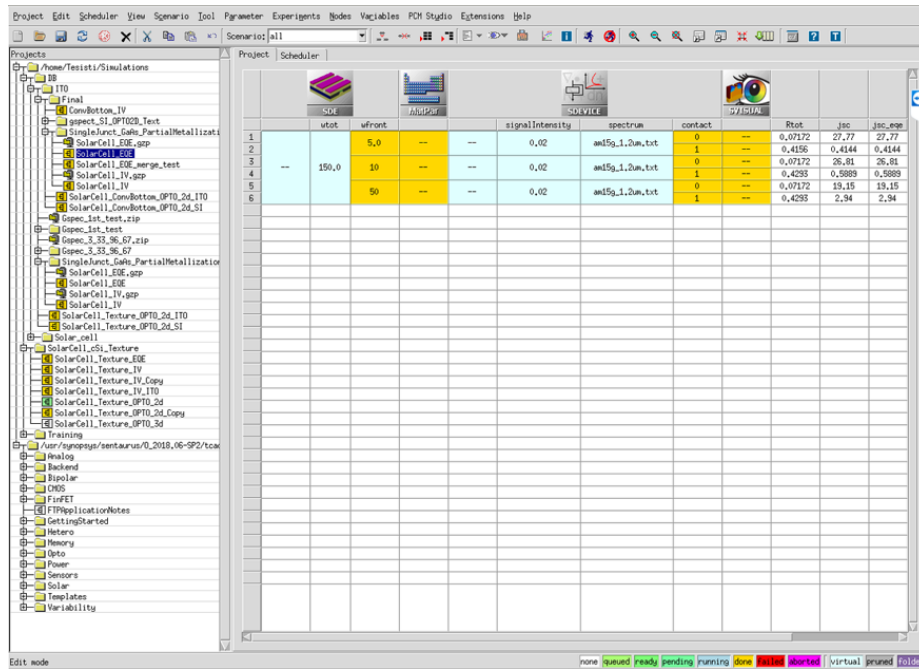 Project Edit Scheduler View Scenario Tool Parameter Experiments Nodes Variables PCM Studio Extensions Help
Scenario: all
Projects
Project Scheduler
/home/Tesisti/Simulations
DB
ITO
Final
ConvBottom_IV
gspect_SI_OPTO2D_Text
SingleJunct_GaAs_PartialMetallizati
SolarCell_EQE.gzp
SolarCell_EQE
SolarCell_EQE_merge_test
SolarCell_IV.gzp
SolarCell_IV
SolarCell_ConvBottom_OPTO_2d_ITO
SolarCell_ConvBottom_OPTO_2d_SI
Gspec_1st_test.zip
Gspec_1st_test
Gspec_3_33_96_67.zip
Gspec_3_33_96_67
SingleJunct_GaAs_PartialMetallization
SolarCell_EQE.gzp
SolarCell_EQE
SolarCell_IV.gzp
SolarCell_IV
SolarCell_Texture_OPTO_2d_ITO
SolarCell_Texture_OPTO_2d_SI
Solar_cell
SolarCell_cSi_Texture
SolarCell_Texture_EQE
SolarCell_Texture_IV
SolarCell_Texture_IV_Copy
SolarCell_Texture_IV_ITO
SolarCell_Texture_OPTO_2d
SolarCell_Texture_OPTO_2d_Copy
SolarCell_Texture_OPTO_3d
Training
/usr/synopsys/sentaurus/O_2018.06-SP2/tcad
Analog
Backend
Bipolar
CMOS
FinFET
FTPApplicationNotes
GettingStarted
Hetero
Memory
Opto
Power
Sensors
Solar
Templates
Variability
SDE MatPar SDEVICE SVISUAL
wtot wFront signalIntensity spectrum contact Rtot jsc jsc_eqe
1 -- 150.0 5.0 -- -- 0.02 am15g_1.2um.txt 0 -- 0.07172 27.77 27.77
2 1 -- 0.4156 0.4144 0.4144
3 10 -- -- 0.02 am15g_1.2um.txt 0 -- 0.07172 26.81 26.81
4 1 -- 0.4293 0.5889 0.5889
5 50 -- -- 0.02 am15g_1.2um.txt 0 -- 0.07172 19.15 19.15
6 1 -- 0.4293 2.94 2.94
Edit mode
none queued ready pending running done failed aborted virtual pruned folde